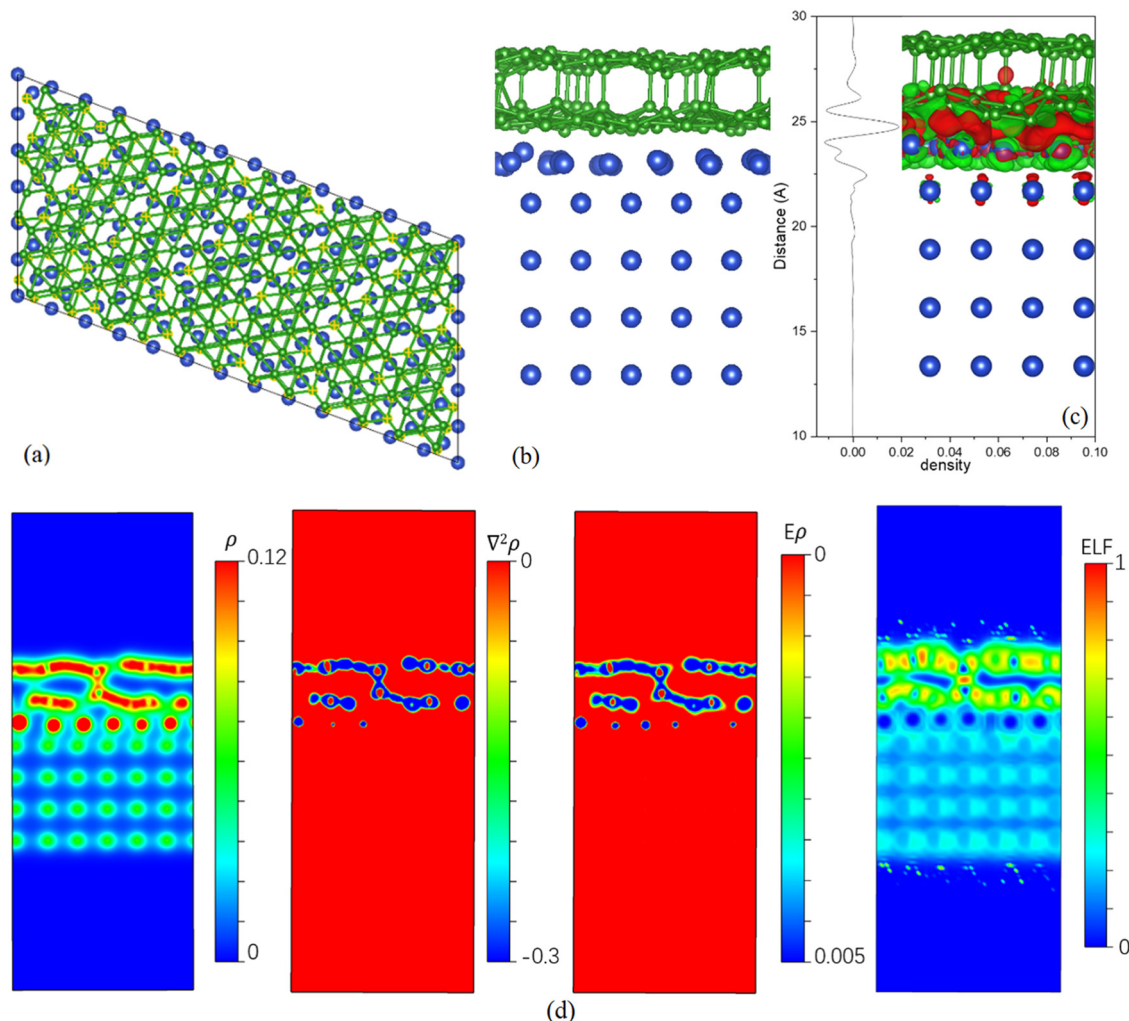 30
25
20
15
10
Distance (A)
0.00 0.02 0.04 0.06 0.08 0.10
density
(a)
(b)
(c)
ρ
0.12
0
∇²ρ
0
-0.3
Eρ
0
0.005
ELF
1
0
(d)